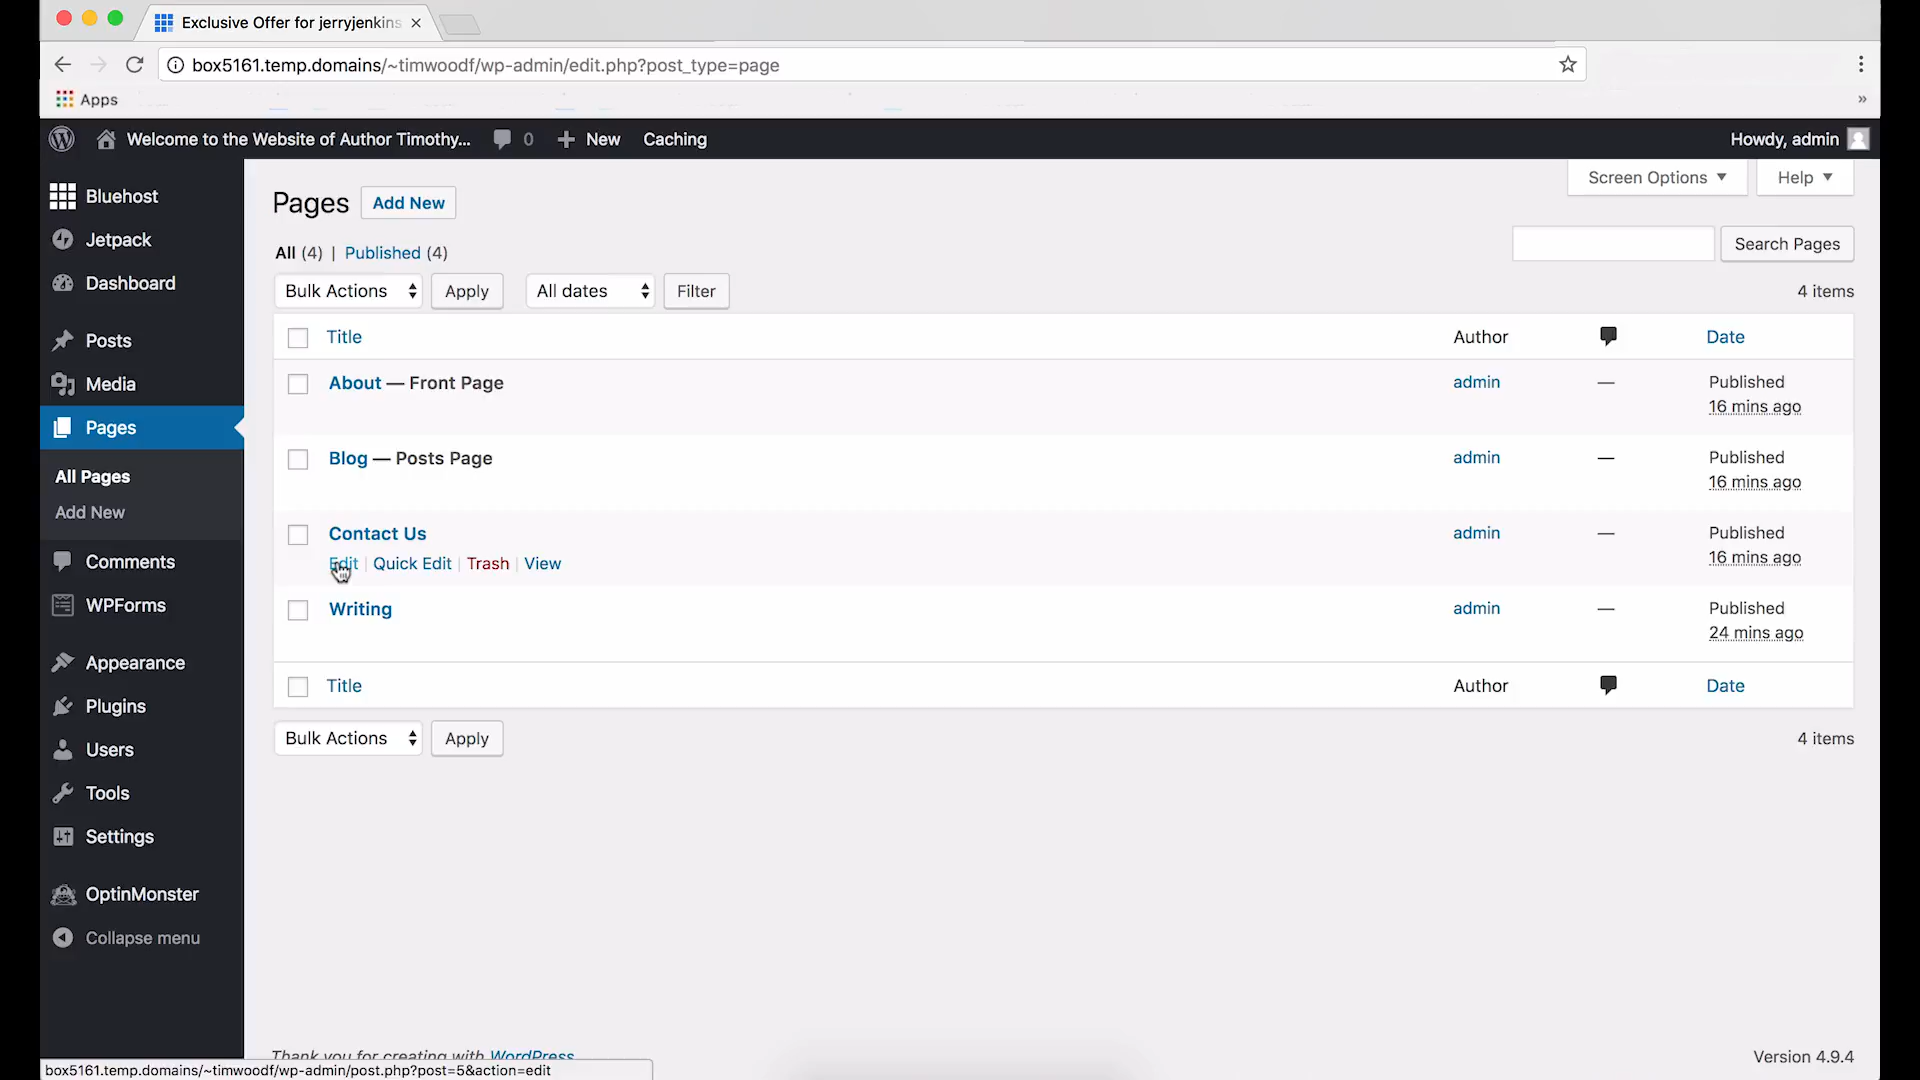 Exclusive Offer for jerryjenkins
box5161.temp.domains/~timwoodf/wp-admin/edit.php?post_type=page
Apps
»
Welcome to the Website of Author Timothy... 0 New Caching Howdy, admin
Screen Options Help
Bluehost
Jetpack
Dashboard
Posts
Media
Pages
All Pages
Add New
Comments
WPForms
Appearance
Plugins
Users
Tools
Settings
OptinMonster
Collapse menu
Pages Add New
All (4) | Published (4)
Search Pages
Bulk Actions Apply All dates Filter 4 items
Title Author Date
About — Front Page admin — Published
16 mins ago
Blog — Posts Page admin — Published
16 mins ago
Contact Us admin — Published
Edit | Quick Edit | Trash | View 16 mins ago
Writing admin — Published
24 mins ago
Title Author Date
Bulk Actions Apply 4 items
Thank you for creating with WordPress
Version 4.9.4
box5161.temp.domains/~timwoodf/wp-admin/post.php?post=5&action=edit